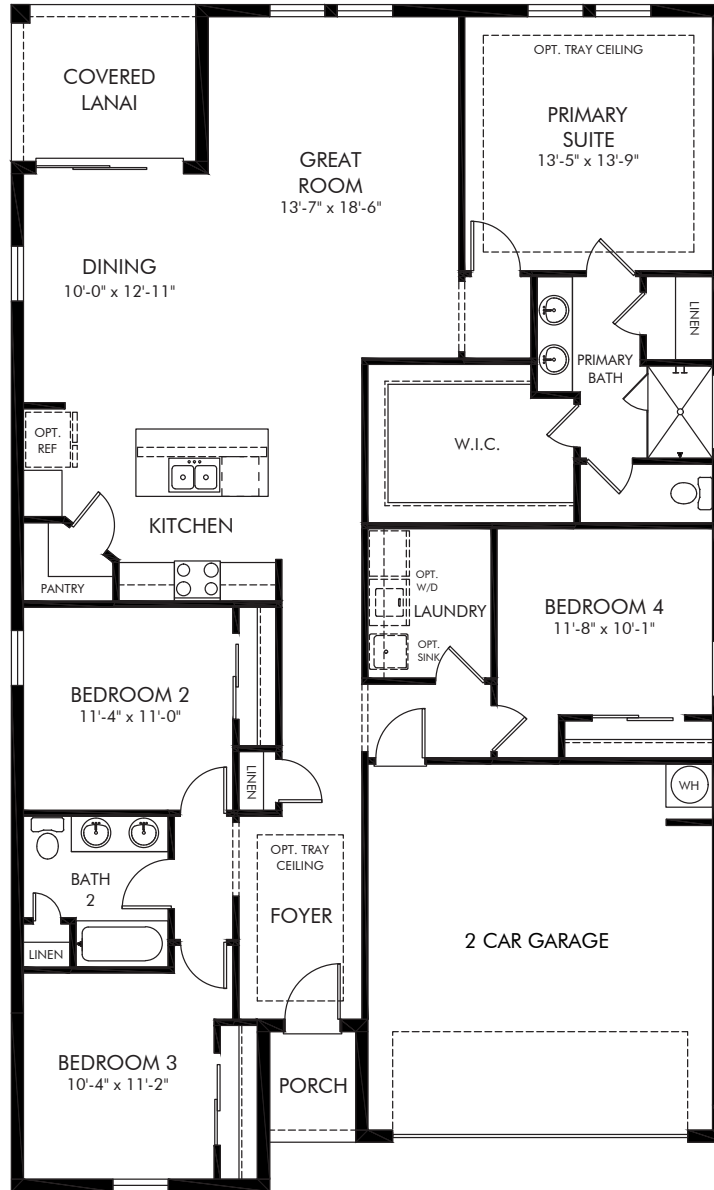 OPT. TRAY CEILING
COVERED
LANAI
PRIMARY
SUITE
13'-5" x 13'-9"
GREAT
ROOM
13'-7" x 18'-6"
DINING
10'-0" x 12'-11"
LINEN
PRIMARY
BATH
OPT.
REF
W.I.C.
KITCHEN
PANTRY
OPT.
W/D
LAUNDRY
OPT.
SINK
BEDROOM 4
11'-8" x 10'-1"
BEDROOM 2
11'-4" x 11'-0"
LINEN
WH
OPT. TRAY
CEILING
BATH
2
FOYER
2 CAR GARAGE
LINEN
BEDROOM 3
10'-4" x 11'-2"
PORCH